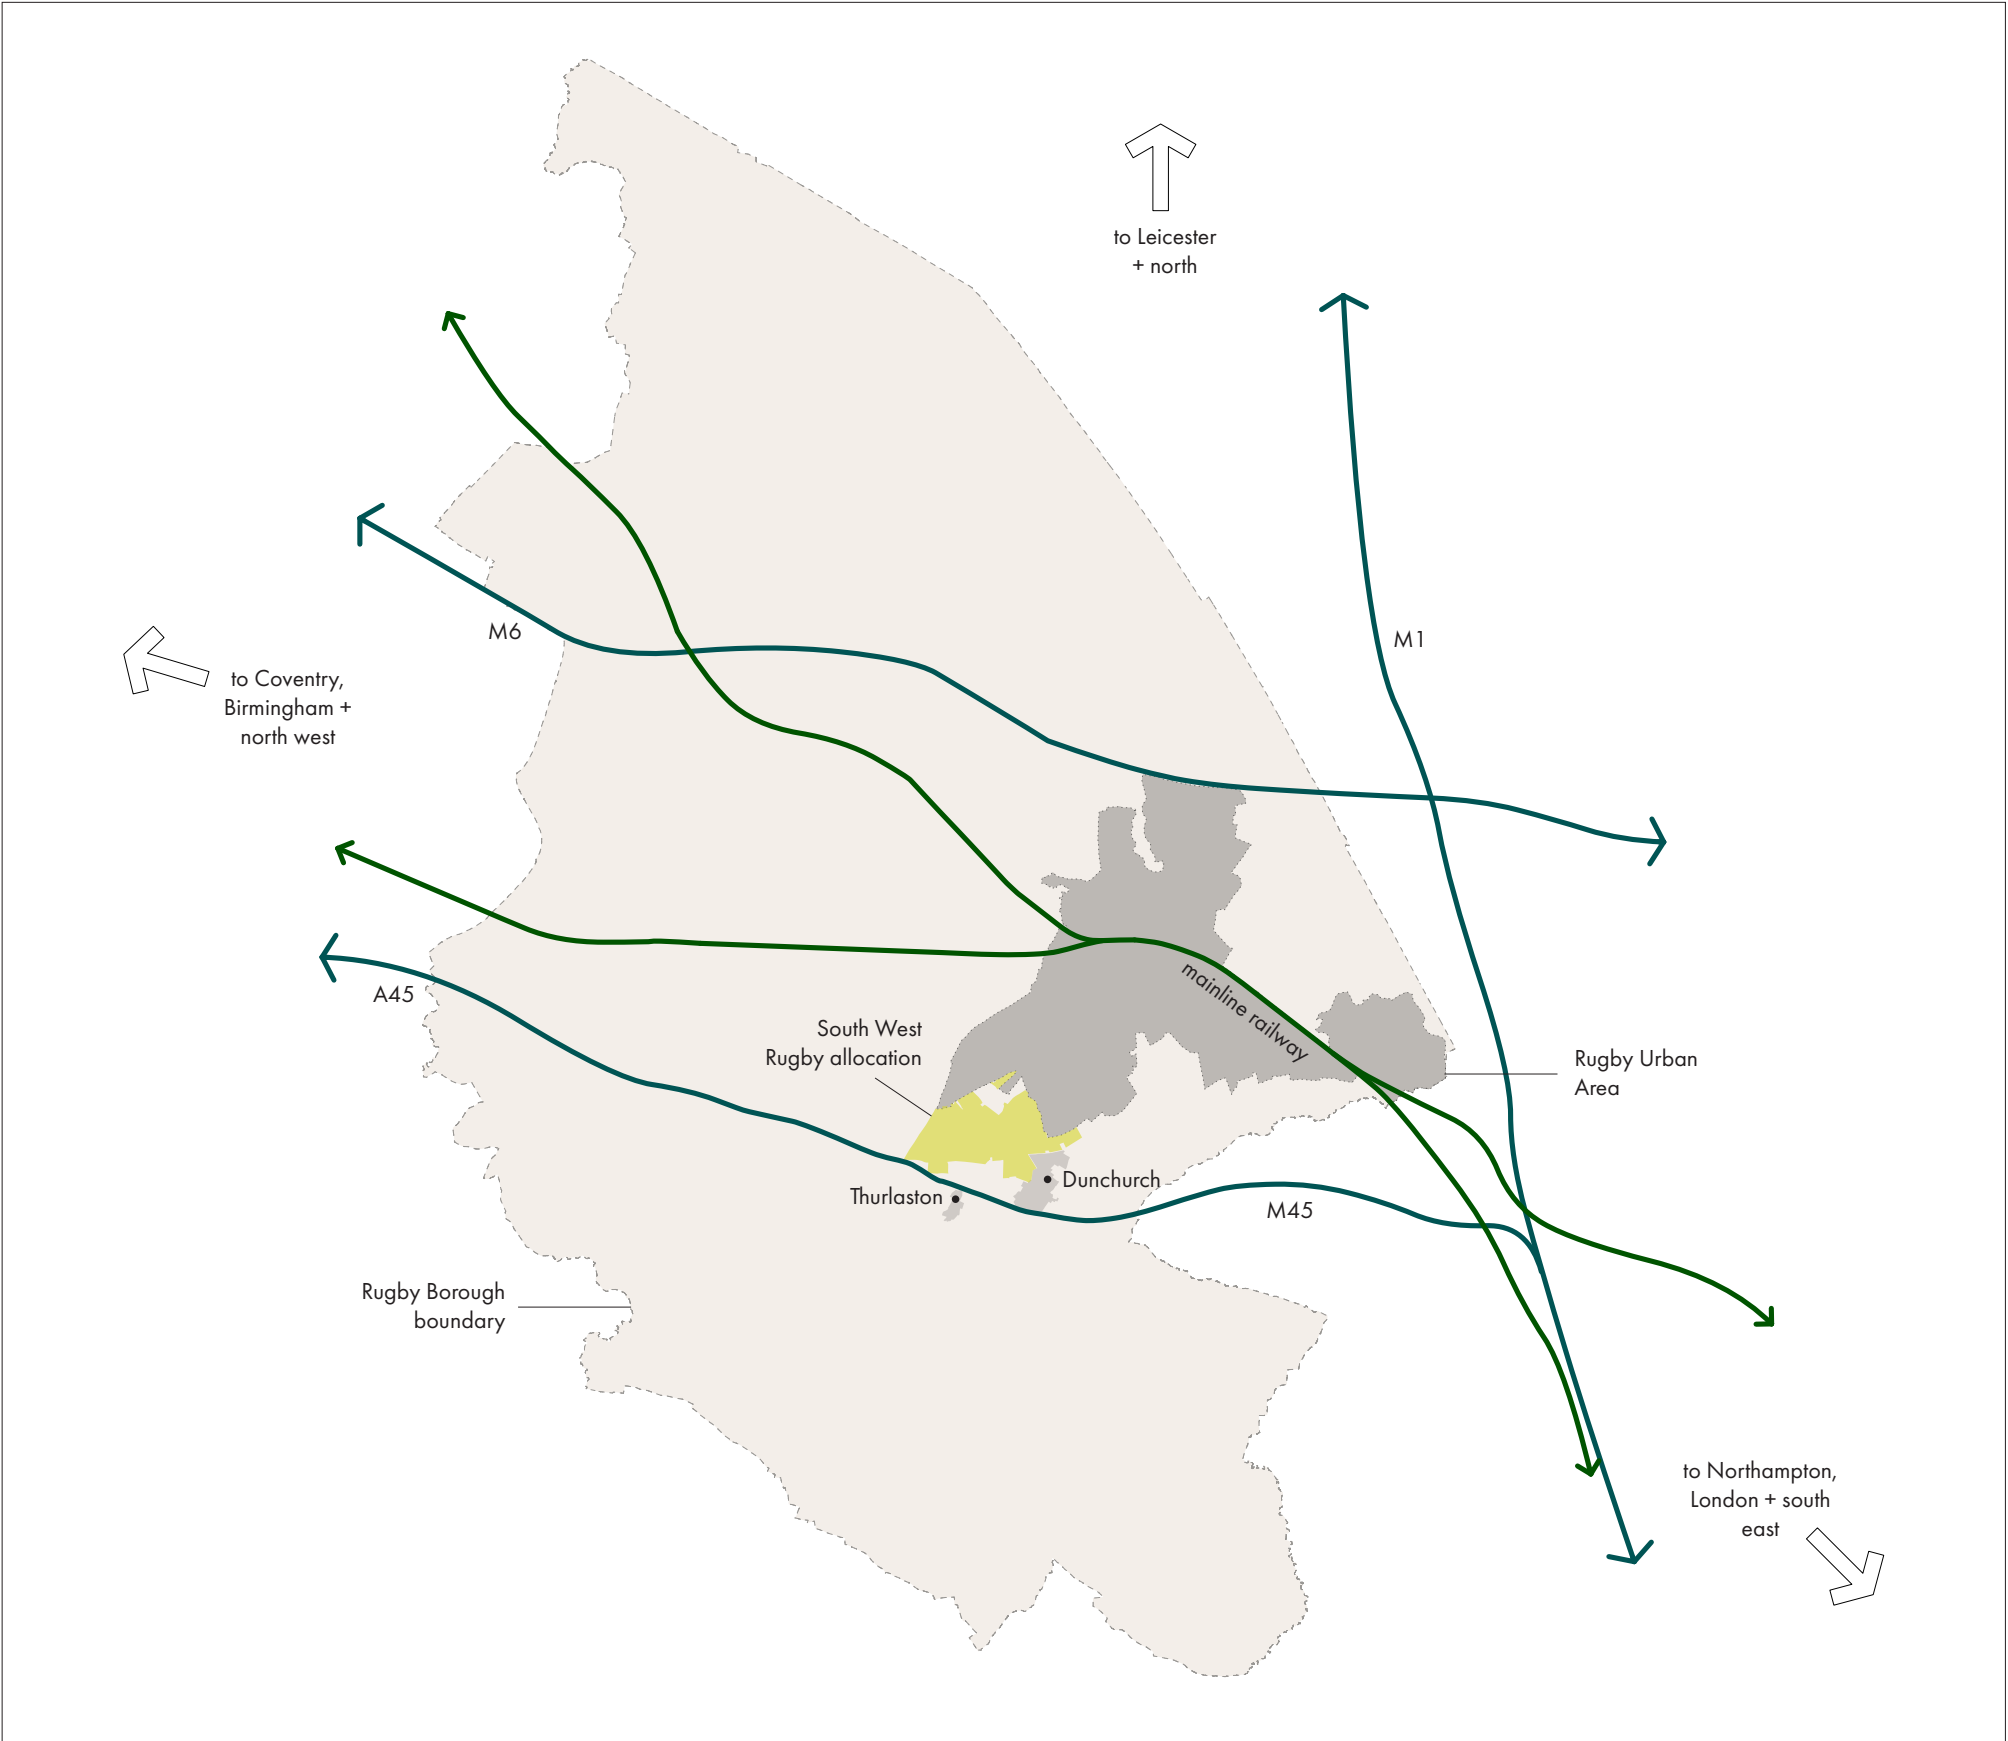 to Leicester
+ north
M6
M1
to Coventry,
Birmingham +
north west
mainline railway
A45
South West
Rugby allocation
Rugby Urban
Area
Dunchurch
Thurlaston
M45
Rugby Borough
boundary
to Northampton,
London + south
east